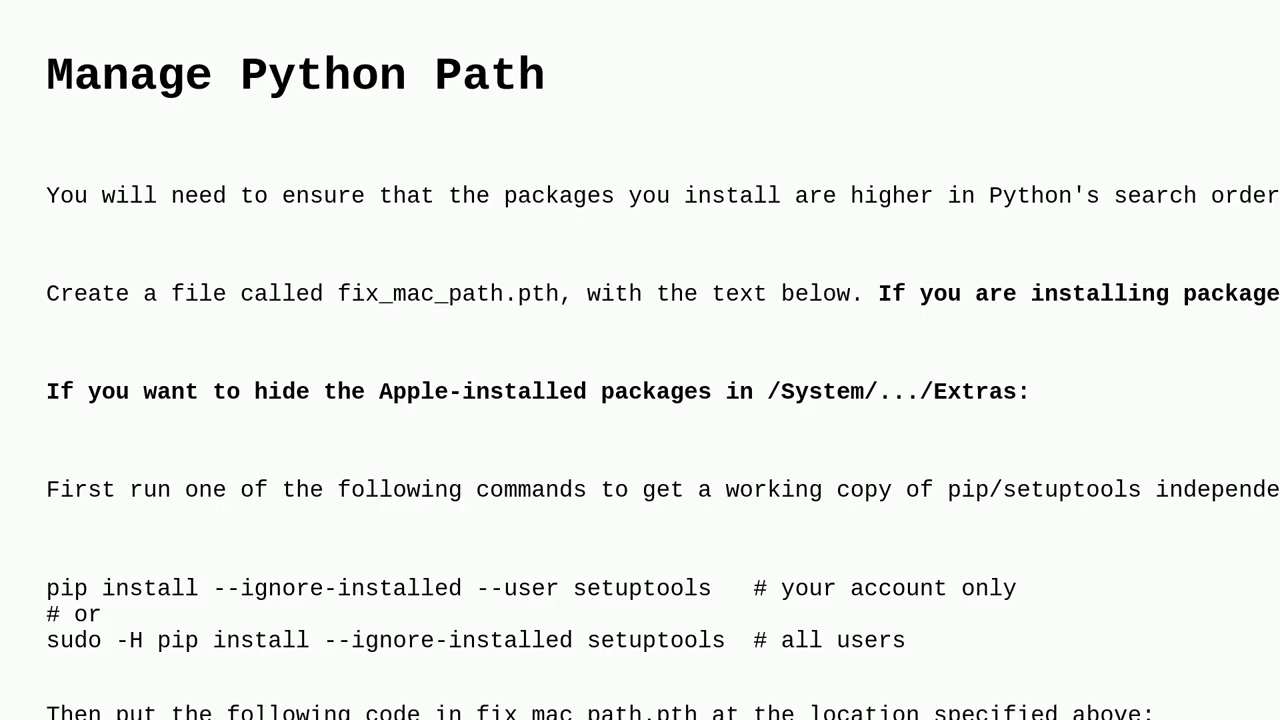 Manage Python Path
You will need to ensure that the packages you install are higher in Python's search order
Create a file called fix_mac_path.pth, with the text below. If you are installing package
If you want to hide the Apple-installed packages in /System/.../Extras:
First run one of the following commands to get a working copy of pip/setuptools independe
pip install --ignore-installed --user setuptools   # your account only
# or
sudo -H pip install --ignore-installed setuptools  # all users
Then put the following code in fix_mac_path.pth at the location specified above: